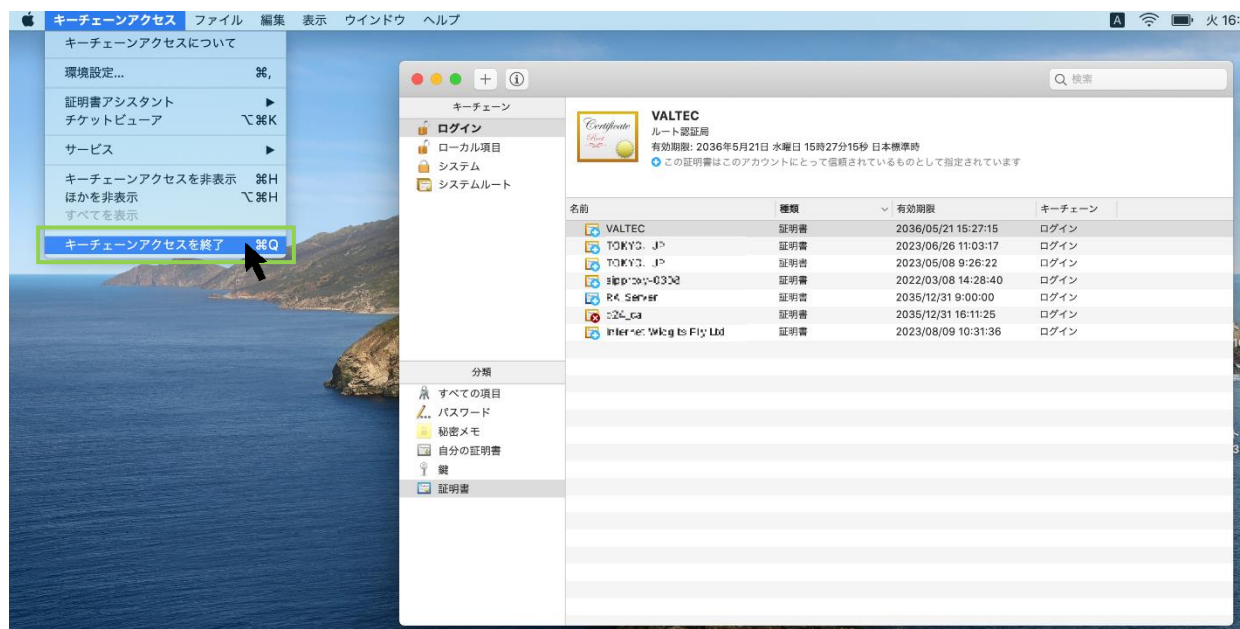 キーチェーンアクセス ファイル 編集 表示 ウインドウ ヘルプ A 火 16:
キーチェーンアクセスについて
環境設定... ⌘,
証明書アシスタント ▶
チケットビューア ⌥⌘K
サービス ▶
キーチェーンアクセスを非表示 ⌘H
ほかを非表示 ⌥⌘H
すべてを表示
キーチェーンアクセスを終了 ⌘Q
検索
キーチェーン
ログイン
ローカル項目
システム
システムルート
分類
すべての項目
パスワード
秘密メモ
自分の証明書
鍵
証明書
Certificate
Root
VALTEC
ルート認証局
有効期限: 2036年5月21日 水曜日 15時27分15秒 日本標準時
この証明書はこのアカウントにとって信頼されているものとして指定されています
名前 種類 有効期限 キーチェーン
VALTEC 証明書 2036/05/21 15:27:15 ログイン
証明書 2023/06/26 11:03:17 ログイン
証明書 2023/05/08 9:26:22 ログイン
証明書 2022/03/08 14:28:40 ログイン
Server 証明書 2035/12/31 9:00:00 ログイン
証明書 2035/12/31 16:11:25 ログイン
Ltd 証明書 2023/08/09 10:31:36 ログイン